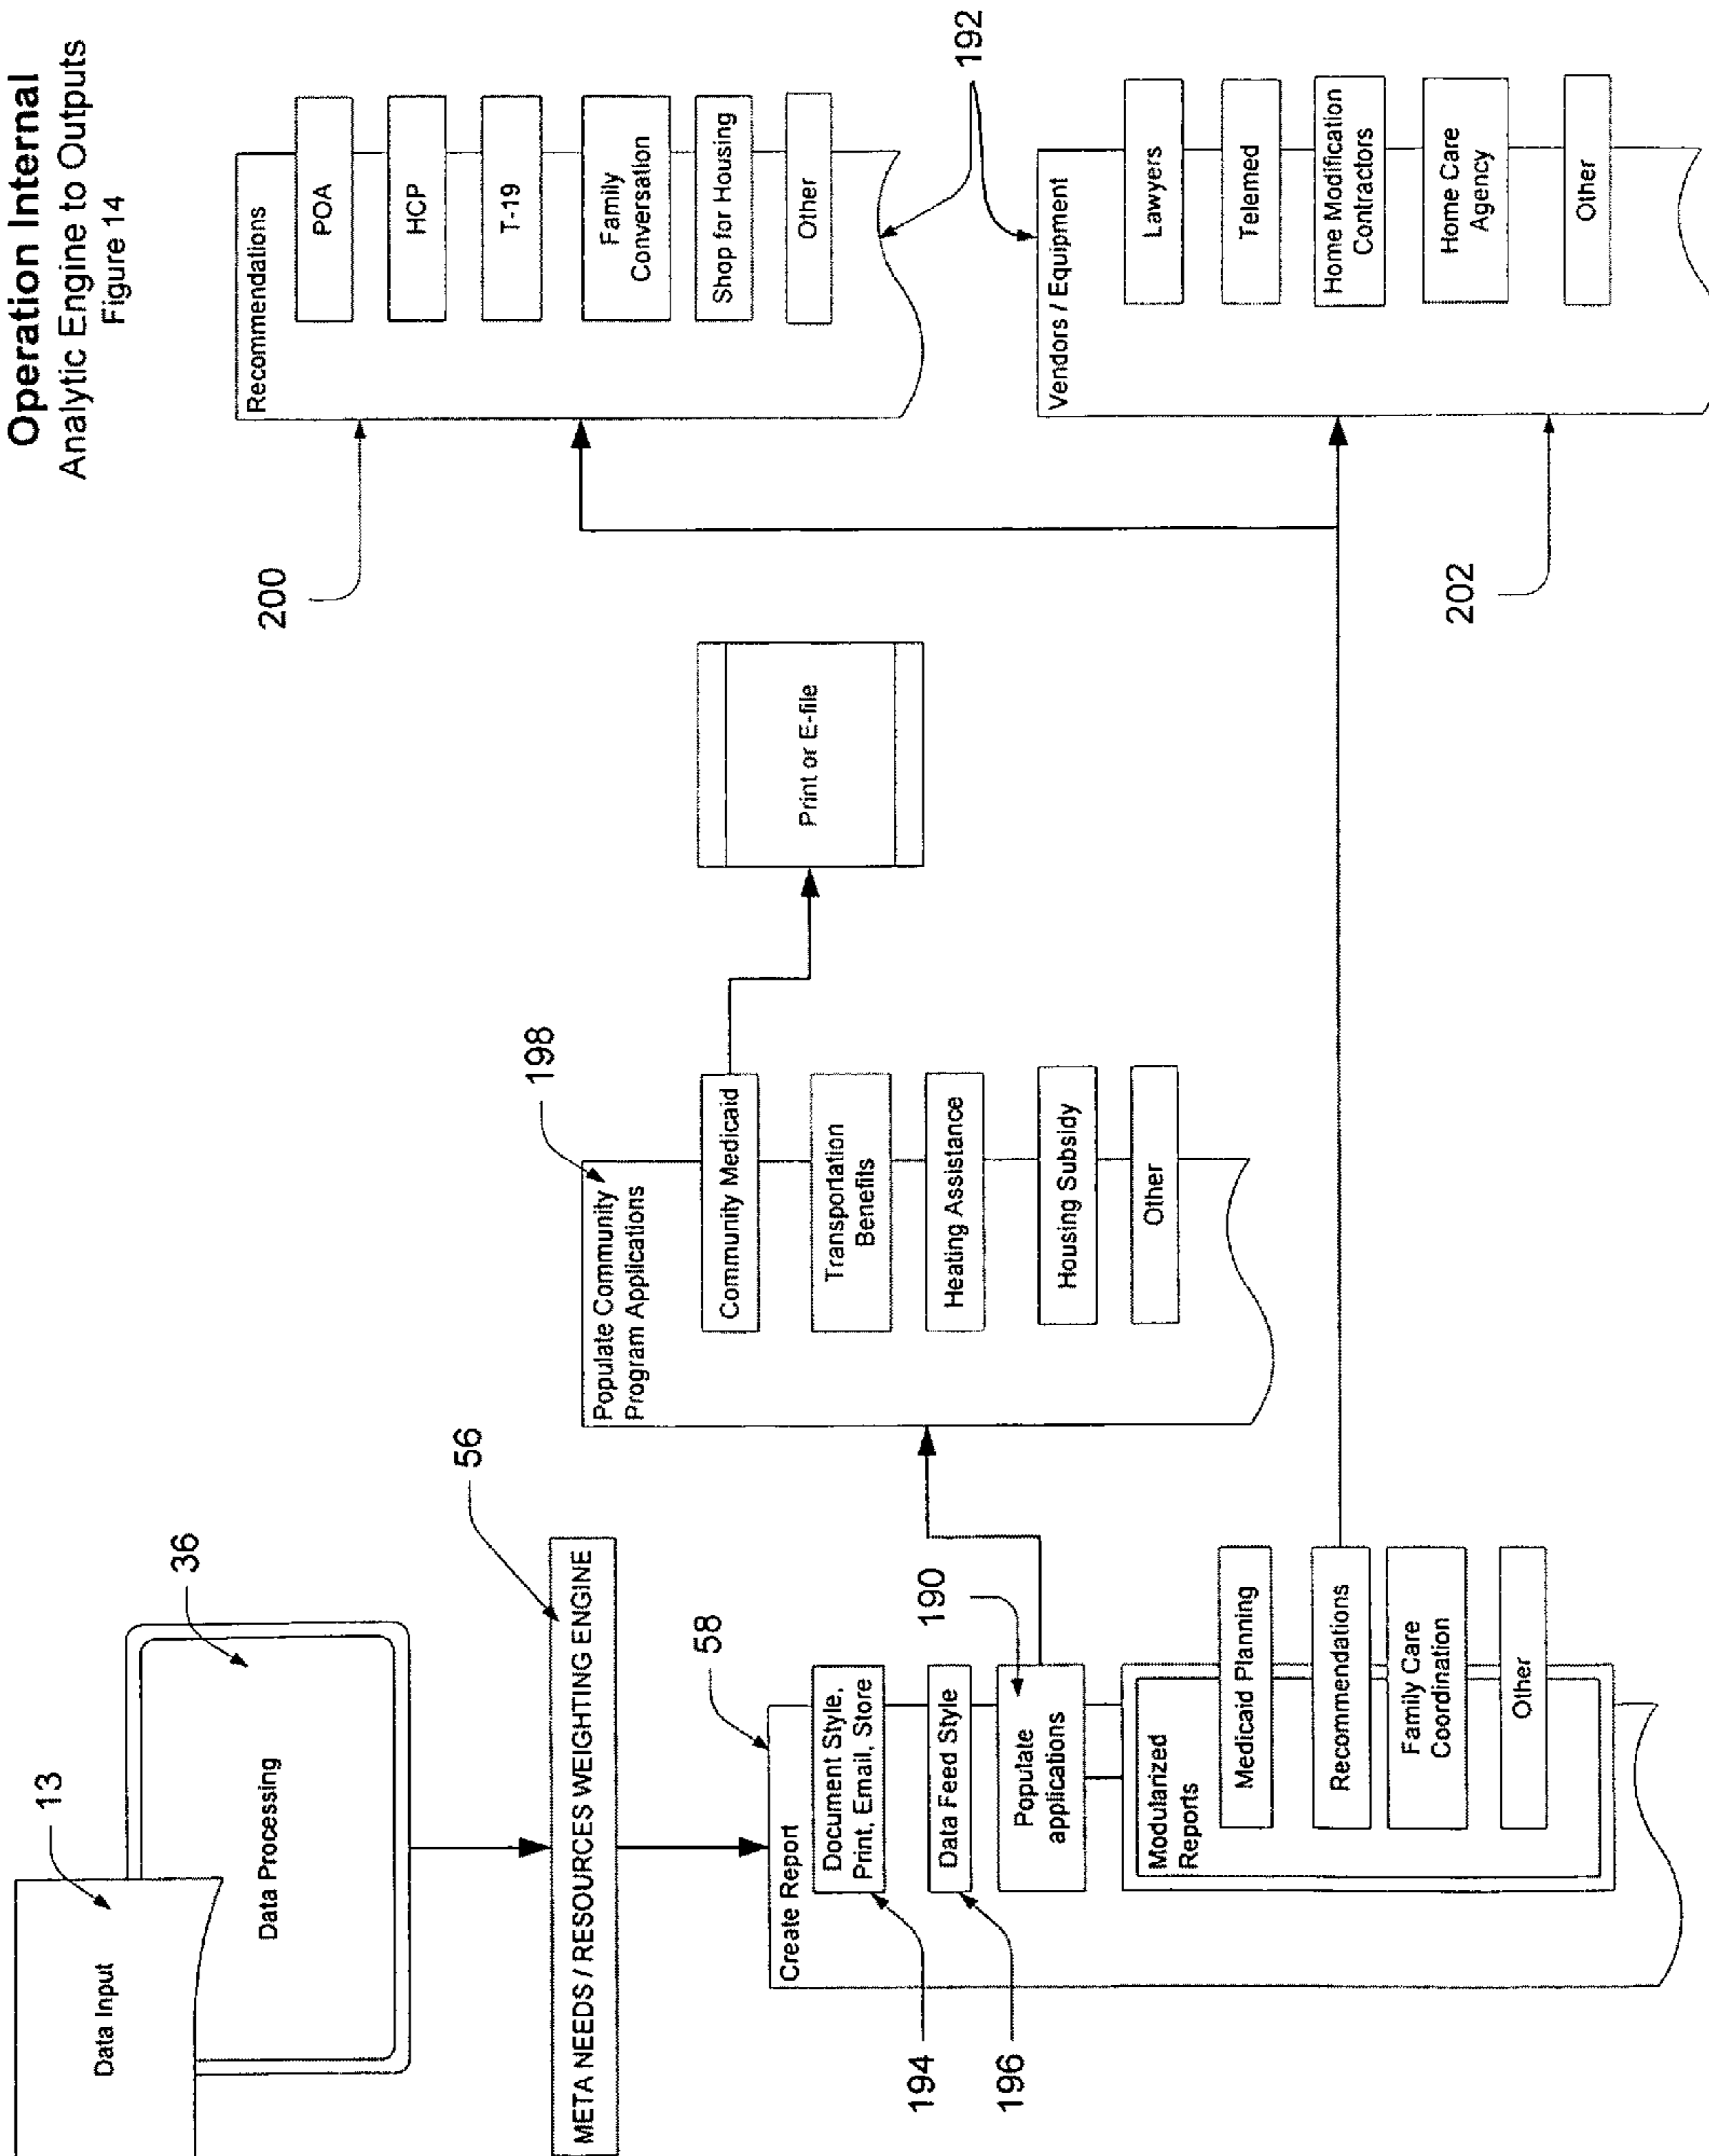 Operation Internal
Analytic Engine to Outputs
Figure 14
13
Data Input
36
Data Processing
56
META NEEDS / RESOURCES WEIGHTING ENGINE
58
Create Report
194
Document Style,
Print, Email, Store
196
Data Feed Style
190
Populate
applications
Modularized
Reports
Medicaid Planning
Recommendations
Family Care
Coordination
Other
198
Populate Community
Program Applications
Community Medicaid
Transportation
Benefits
Heating Assistance
Housing Subsidy
Other
Print or E-file
200
Recommendations
POA
HCP
T-19
Family
Conversation
Shop for Housing
Other
192
202
Vendors / Equipment
Lawyers
Telemed
Home Modification
Contractors
Home Care
Agency
Other